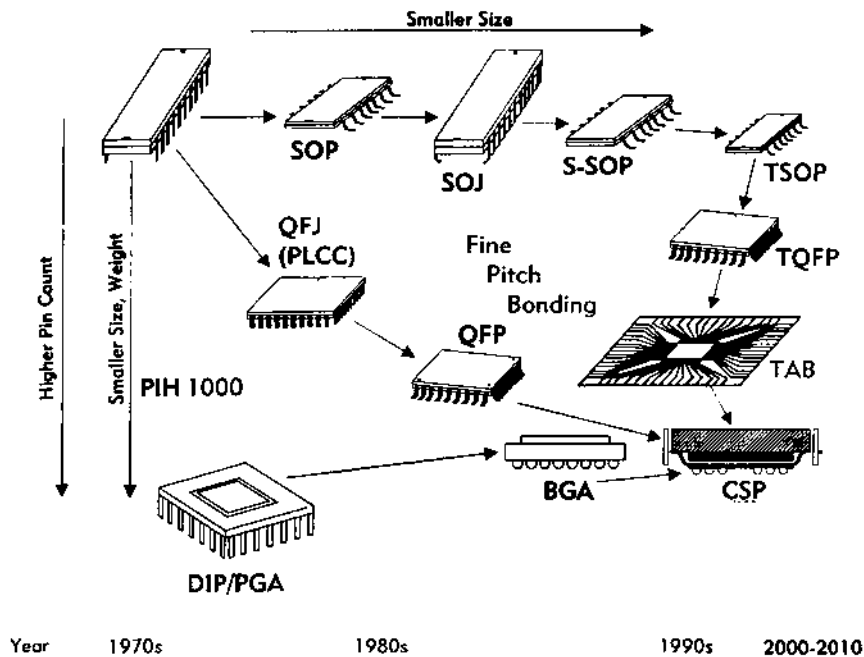 Smaller Size
SOP
SOJ
S-SOP
TSOP
QFJ
(PLCC)
Fine
Pitch
Bonding
TQFP
Higher Pin Count
Smaller Size, Weight
PIH 1000
QFP
TAB
BGA
CSP
DIP/PGA
Year 1970s 1980s 1990s 2000-2010